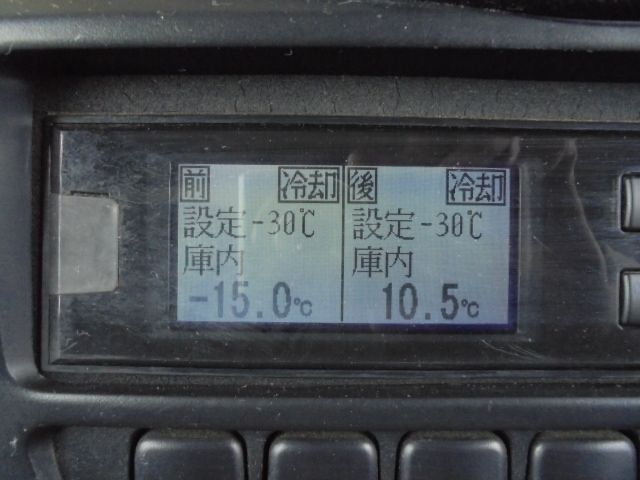 前 冷却 後 冷却
設定-30℃ 設定-30℃
庫内 庫内
-15.0℃ 10.5℃